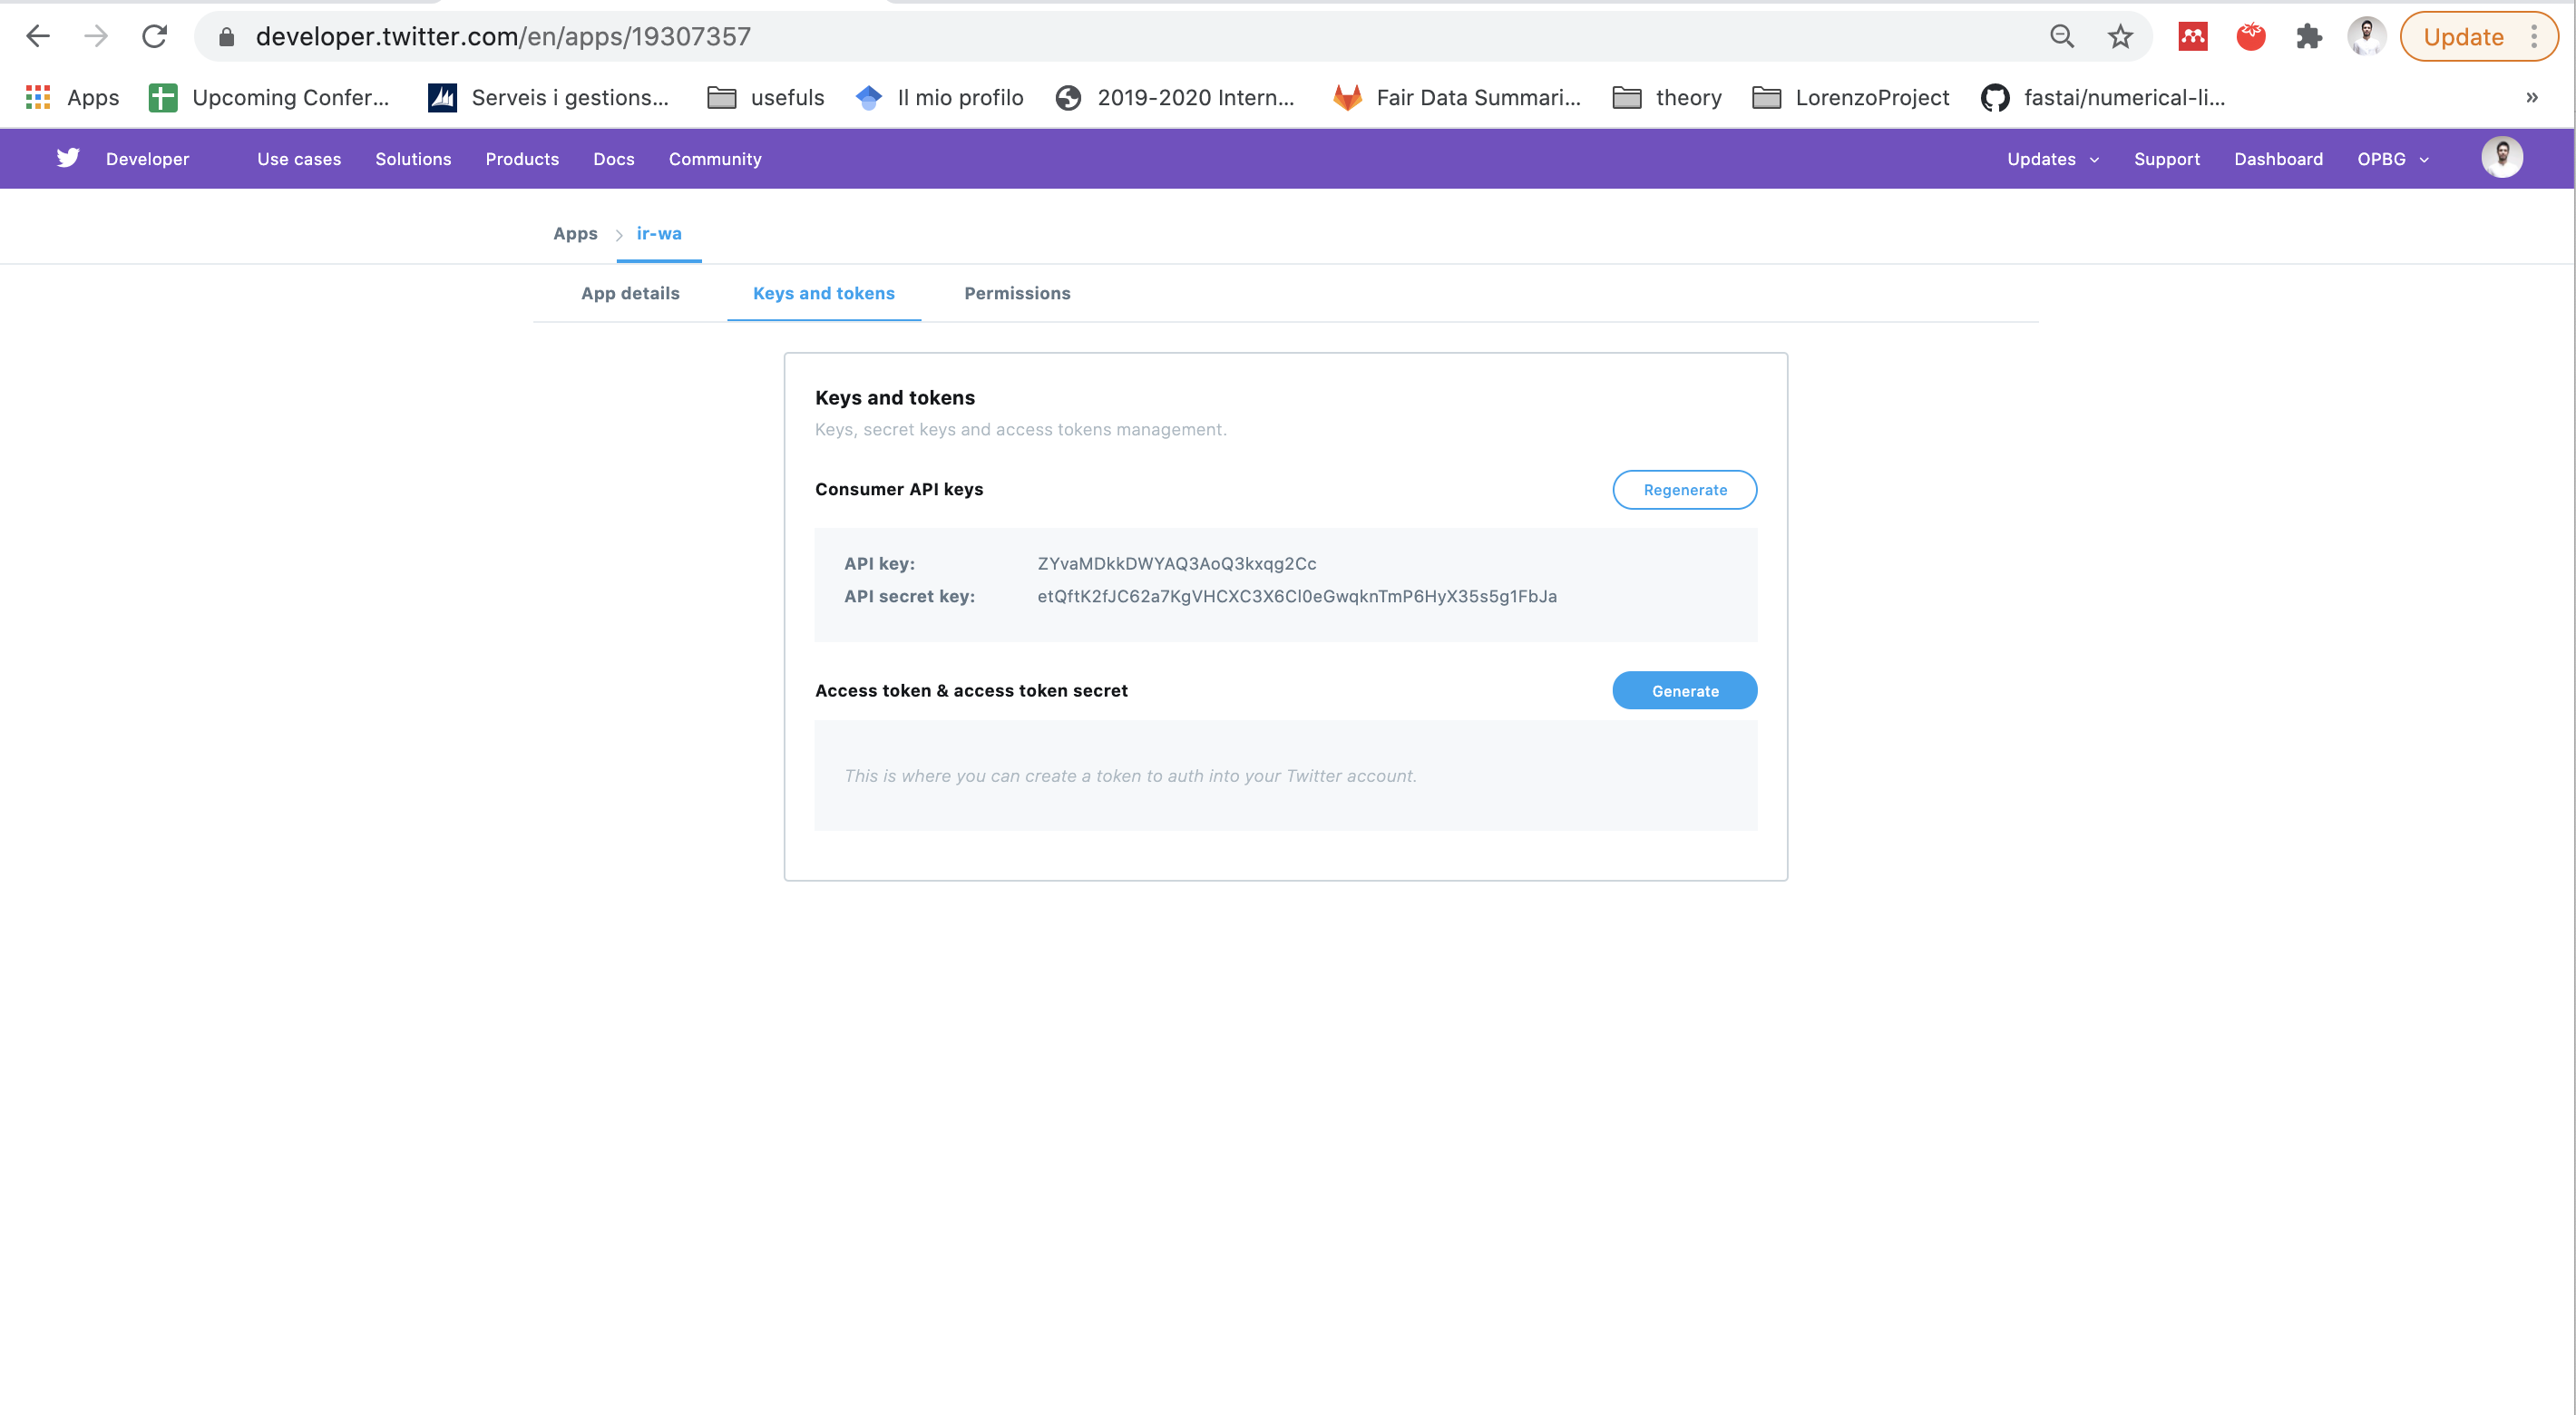 developer.twitter.com/en/apps/19307357
Update
Apps
Upcoming Confer...
Serveis i gestions...
usefuls
Il mio profilo
2019-2020 Intern...
Fair Data Summari...
theory
LorenzoProject
fastai/numerical-li...
»
Developer
Use cases
Solutions
Products
Docs
Community
Updates
Support
Dashboard
OPBG
Apps
ir-wa
App details
Keys and tokens
Permissions
Keys and tokens
Keys, secret keys and access tokens management.
Consumer API keys
Regenerate
API key: ZYvaMDkkDWYAQ3AoQ3kxqg2Cc
API secret key: etQftK2fJC62a7KgVHCXC3X6Cl0eGwqknTmP6HyX35s5g1FbJa
Access token & access token secret
Generate
This is where you can create a token to auth into your Twitter account.